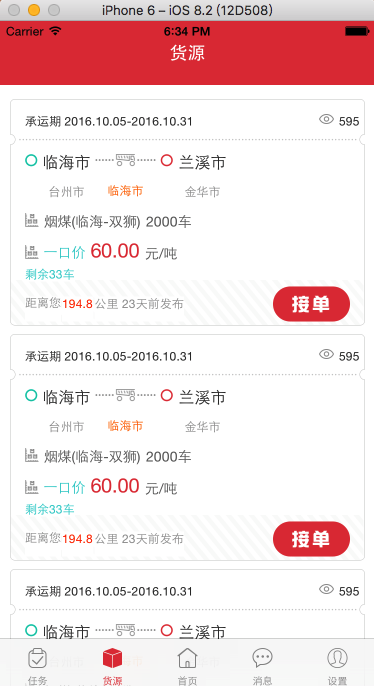 iPhone 6 – iOS 8.2 (12D508)
Carrier 6:34 PM
货源
承运期 2016.10.05-2016.10.31 595
临海市 兰溪市
台州市 临海市 金华市
烟煤(临海-双狮) 2000车
一口价 60.00 元/吨
剩余33车
距离您194.8公里 23天前发布 接单
承运期 2016.10.05-2016.10.31 595
临海市 兰溪市
台州市 临海市 金华市
烟煤(临海-双狮) 2000车
一口价 60.00 元/吨
剩余33车
距离您194.8公里 23天前发布 接单
承运期 2016.10.05-2016.10.31 595
临海市 兰溪市
任务 货源 首页 消息 设置